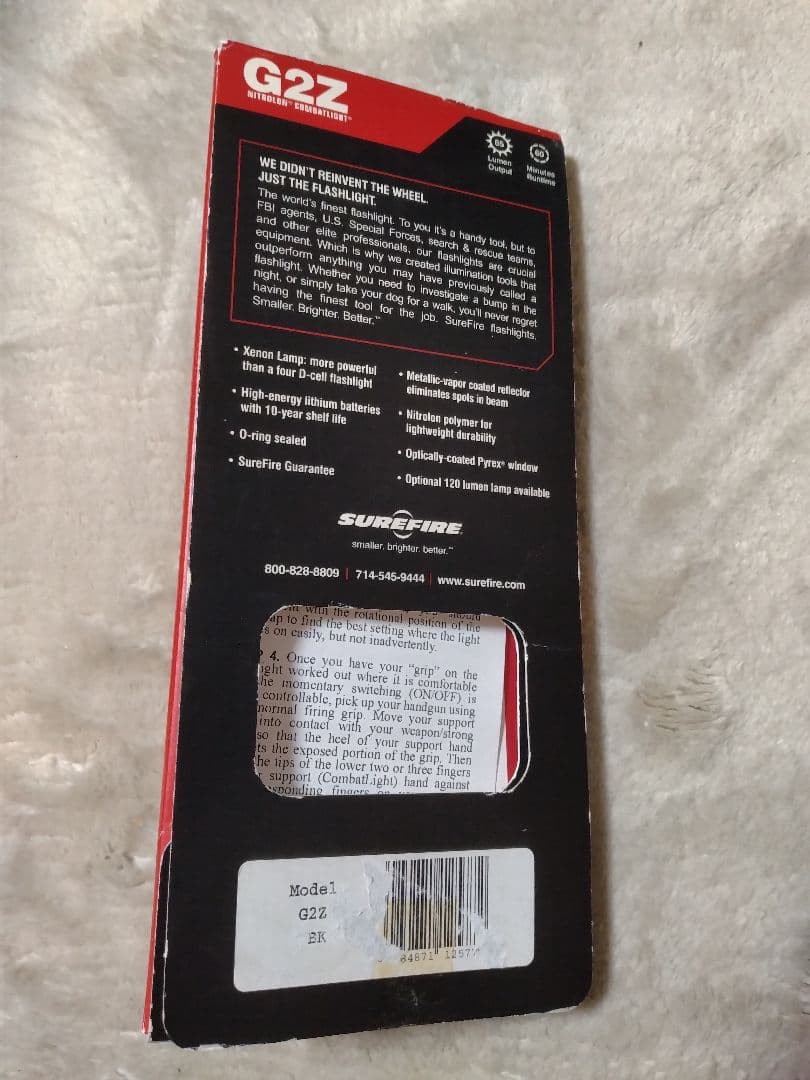 G2Z
NITROLON® COMBATLIGHT®
65
Lumen
Output
60
Minutes
Runtime
WE DIDN'T REINVENT THE WHEEL.
JUST THE FLASHLIGHT.
The world's finest flashlight. To you it's a handy tool, but to
FBI agents, U.S. Special Forces, search & rescue teams,
and other elite professionals, our flashlights are crucial
equipment. Which is why we created illumination tools that
outperform anything you may have previously called a
flashlight. Whether you need to investigate a bump in the
night, or simply take your dog for a walk, you'll never regret
having the finest tool for the job. SureFire flashlights.
Smaller. Brighter. Better.™
• Xenon Lamp: more powerful
than a four D-cell flashlight
• High-energy lithium batteries
with 10-year shelf life
• O-ring sealed
• SureFire Guarantee
• Metallic-vapor coated reflector
eliminates spots in beam
• Nitrolon polymer for
lightweight durability
• Optically-coated Pyrex® window
• Optional 120 lumen lamp available
SUREFIRE
smaller. brighter. better.™
800-828-8809 | 714-545-9444 | www.surefire.com
with the rotational position of the
ap to find the best setting where the light
s on easily, but not inadvertently.
4. Once you have your "grip" on the
ght worked out where it is comfortable
he momentary switching (ON/OFF) is
controllable, pick up your handgun using
normal firing grip. Move your support
into contact with your weapon/strong
so that the heel of your support hand
ts the exposed portion of the grip. Then
he tips of the lower two or three fingers
support (CombatLight) hand against
sponding fingers
Model
G2Z
BK
84871 1257